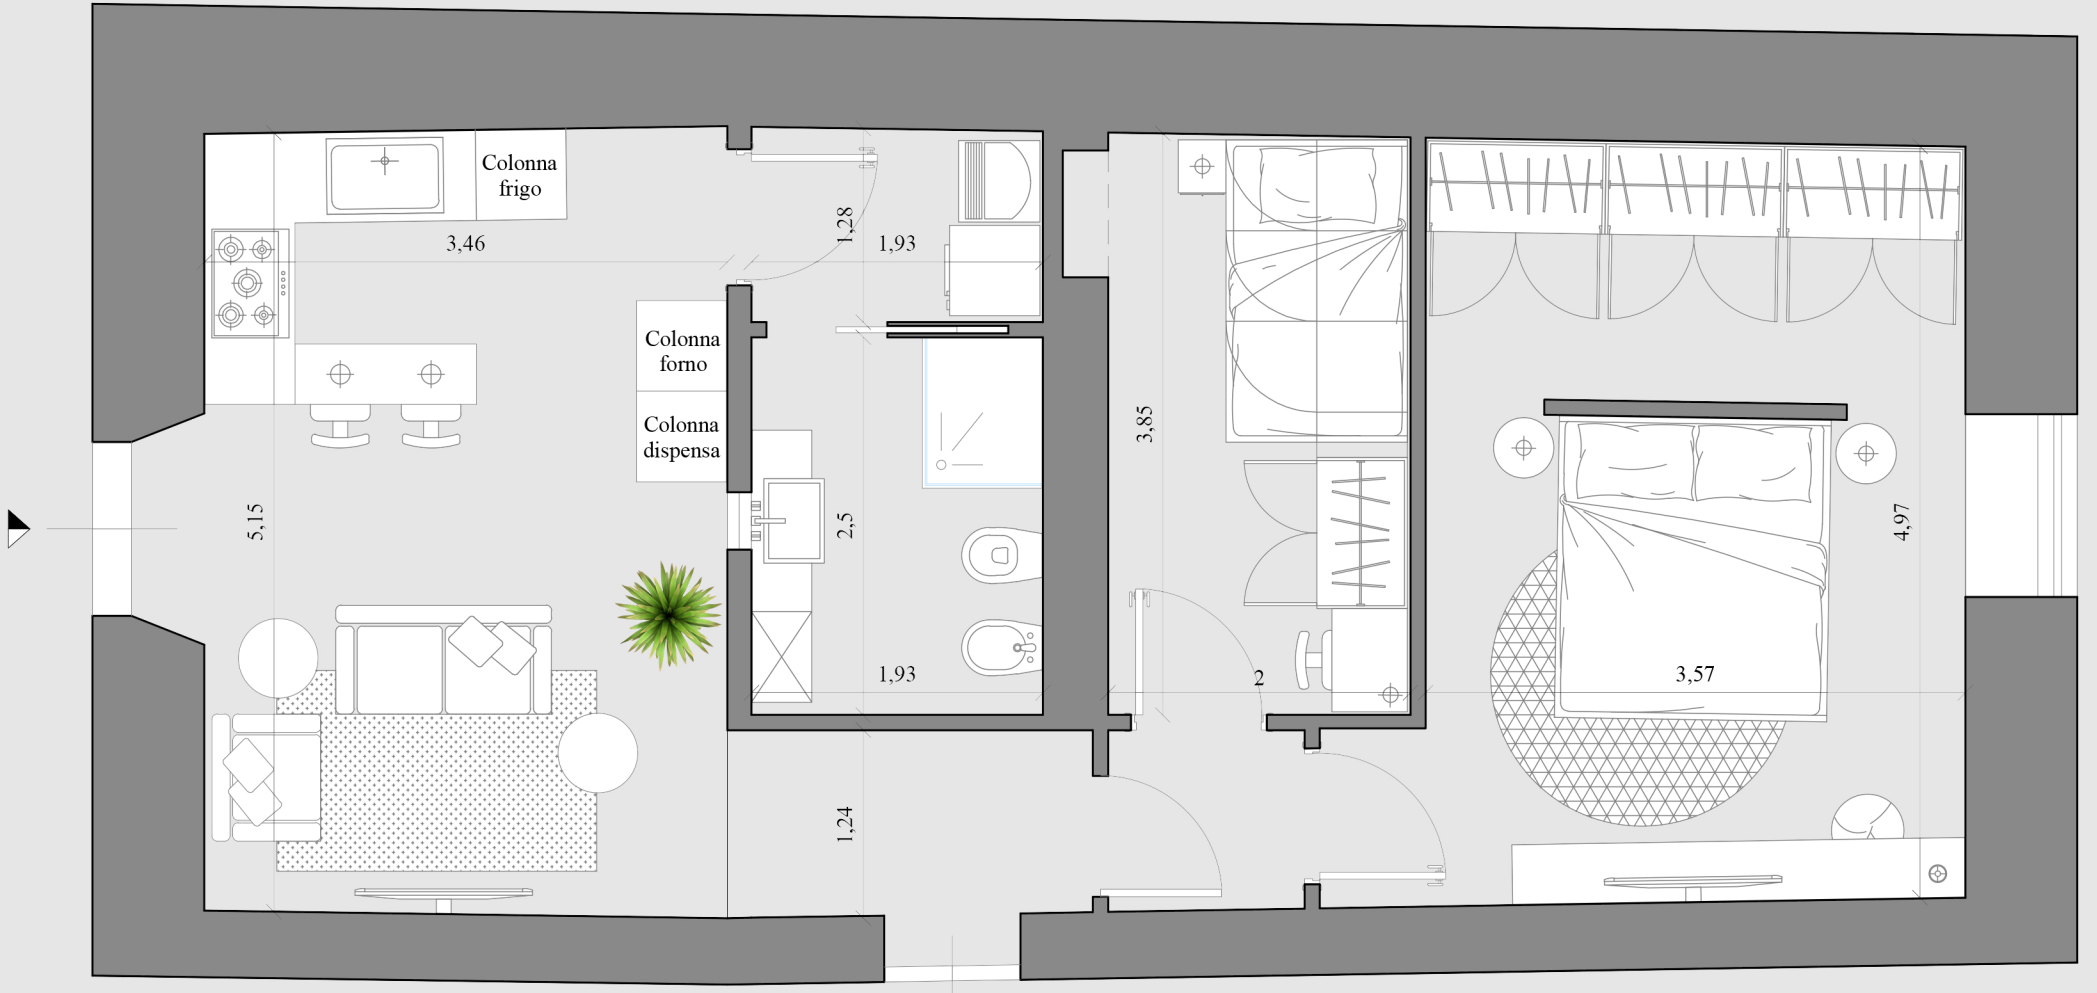 Colonna
frigo
3,46
1,28
1,93
Colonna
forno
Colonna
dispensa
5,15
2,5
1,93
1,24
3,85
2
3,57
4,97